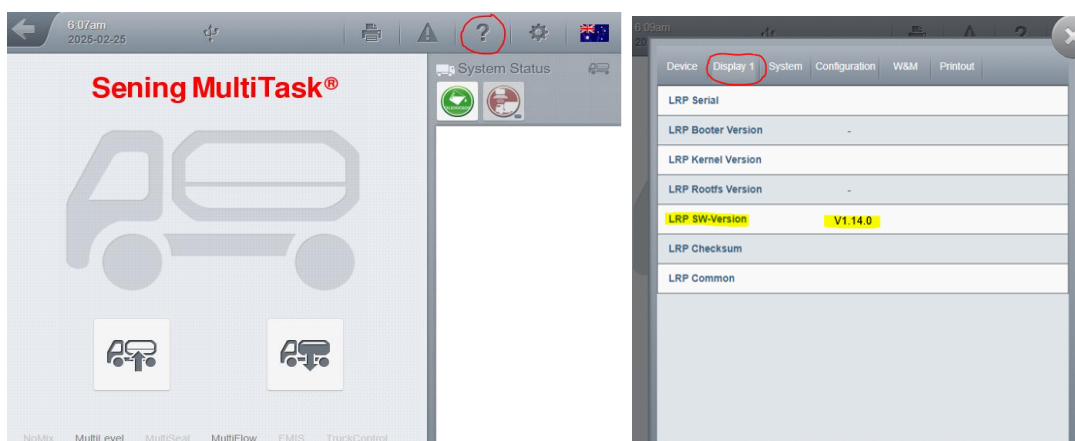 6:07am
2025-02-25
?
System Status
Sening MultiTask®
NoMix MultiLevel MultiSeal MultiFlow EMIS TruckControl
6:09am
20
?
Device Display 1 System Configuration W&M Printout
LRP Serial
LRP Booter Version -
LRP Kernel Version
LRP Rootfs Version -
LRP SW-Version V1.14.0
LRP Checksum
LRP Common